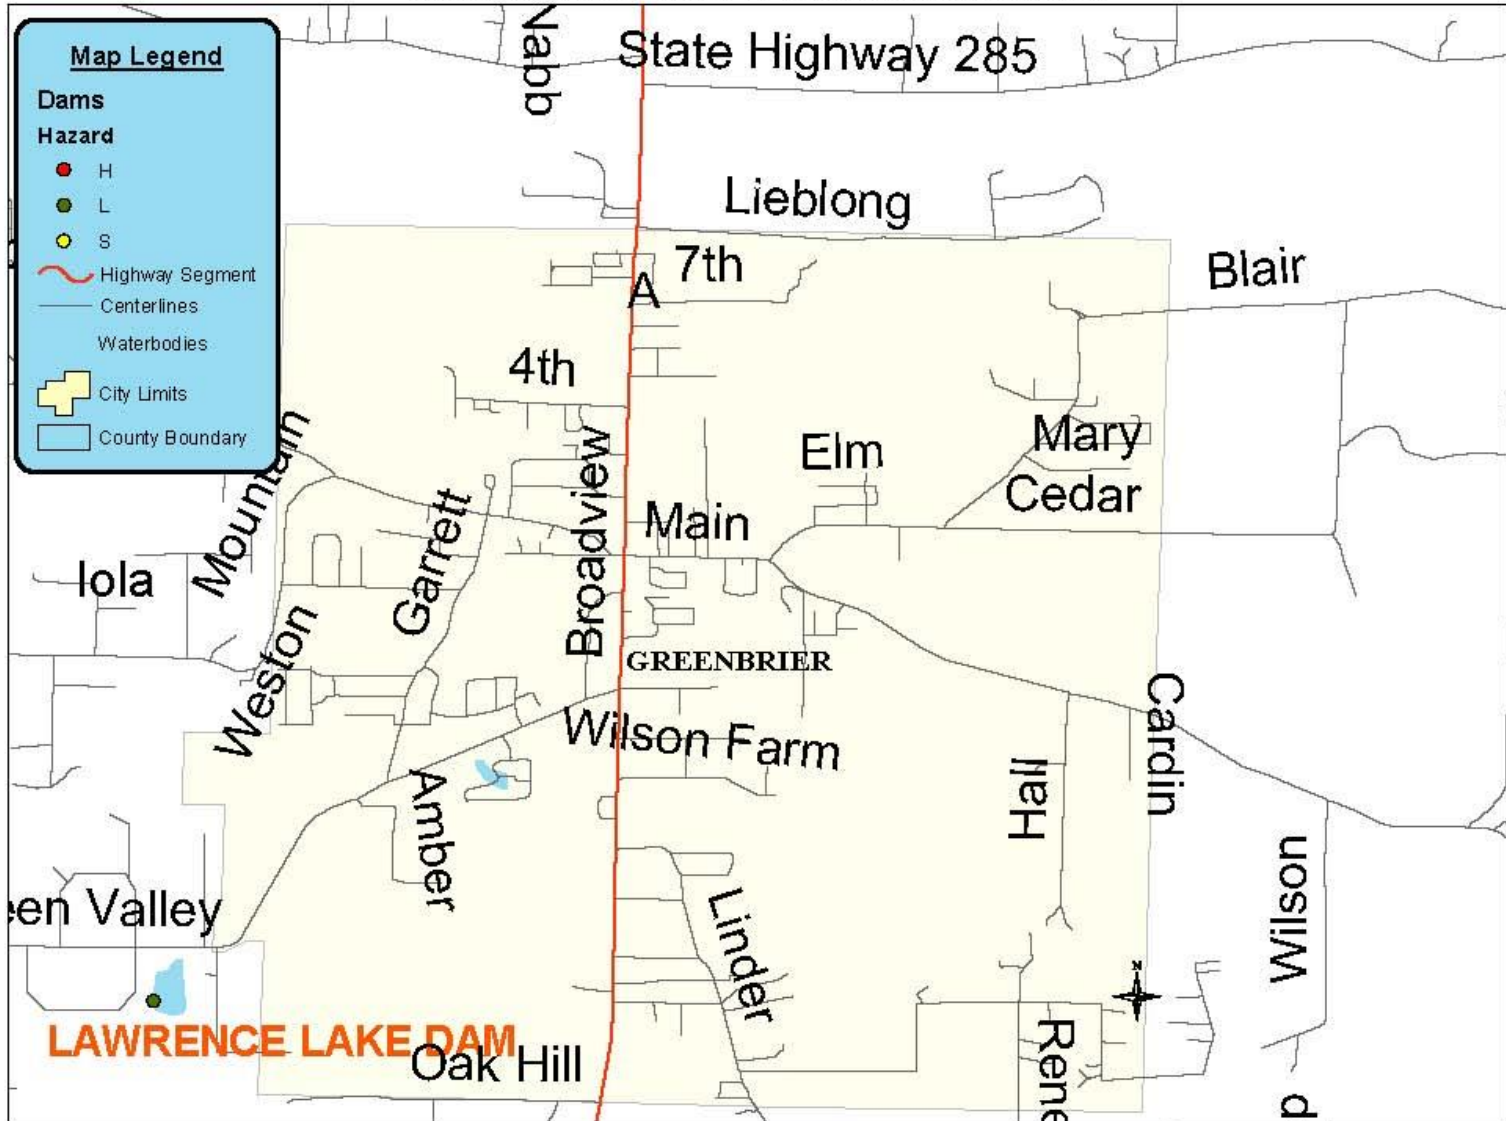 Map Legend
Dams
Hazard
H
L
S
Highway Segment
Centerlines
Waterbodies
City Limits
County Boundary
Nabb
State Highway 285
Lieblong
7th
A
Blair
4th
Mountain
Broadview
Elm
Mary
Cedar
Garrett
Main
Iola
Weston
GREENBRIER
Wilson Farm
Cardin
Amber
Hall
een Valley
Linder
Wilson
N
LAWRENCE LAKE DAM
Oak Hill
Rene
p